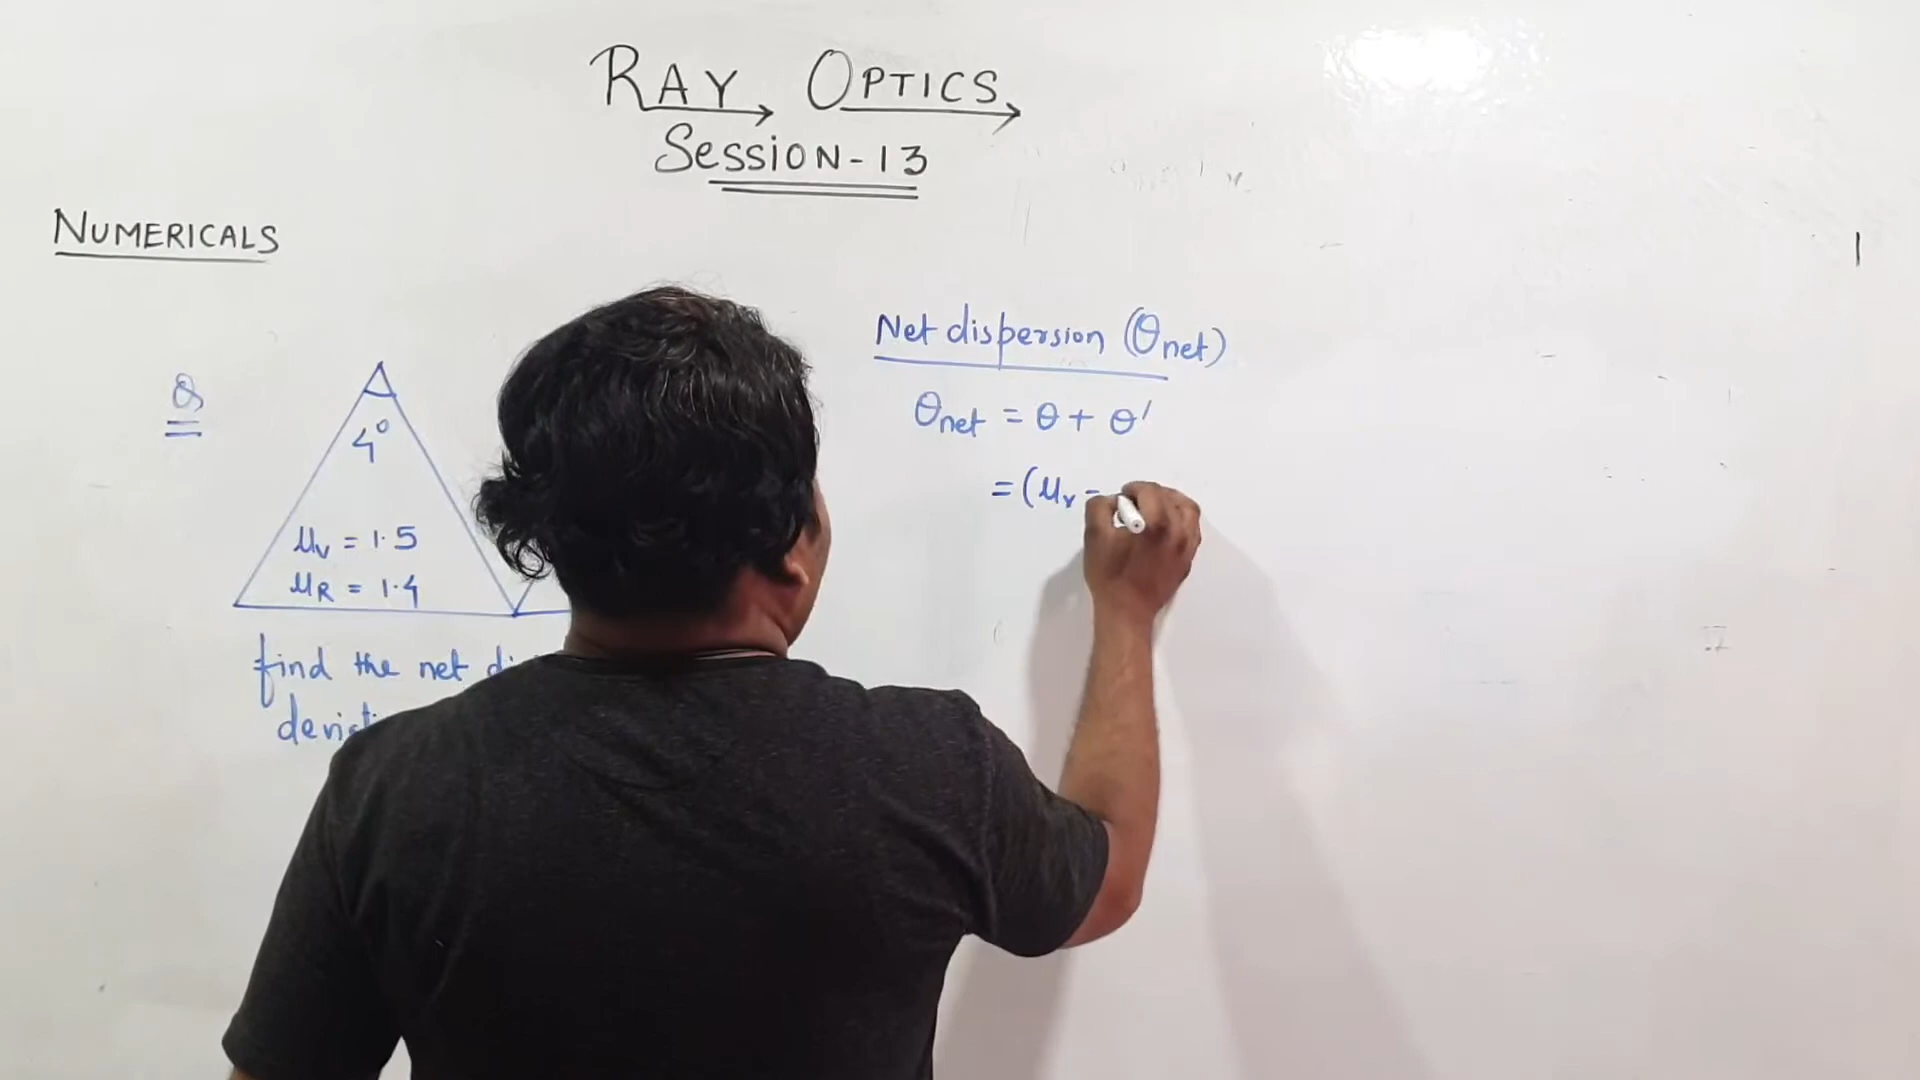 RAY OPTICS
SESSION-13
NUMERICALS
Q
4°
μv = 1.5
μR = 1.4
find the net
Net dispersion (θnet)
θnet = θ + θ'
= (μv -